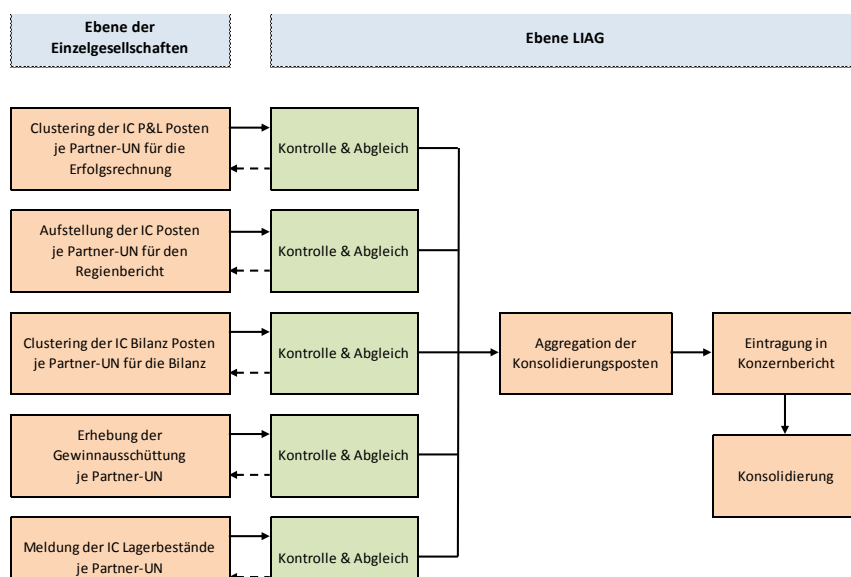 Ebene der
Einzelgesellschaften
Ebene LIAG
Clustering der IC P&L Posten
je Partner-UN für die
Erfolgsrechnung
Kontrolle & Abgleich
Aufstellung der IC Posten
je Partner-UN für den
Regienbericht
Kontrolle & Abgleich
Clustering der IC Bilanz Posten
je Partner-UN für die Bilanz
Kontrolle & Abgleich
Aggregation der
Konsolidierungsposten
Eintragung in
Konzernbericht
Erhebung der
Gewinnausschüttung
je Partner-UN
Kontrolle & Abgleich
Konsolidierung
Meldung der IC Lagerbestände
je Partner-UN
Kontrolle & Abgleich